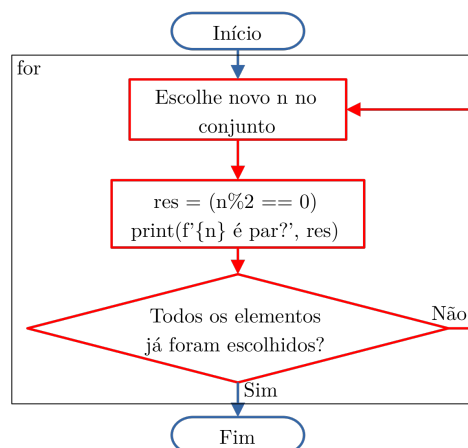 Início
for
Escolhe novo n no
conjunto
res = (n%2 == 0)
print(f'{n} é par?', res)
Todos os elementos
já foram escolhidos?
Não
Sim
Fim